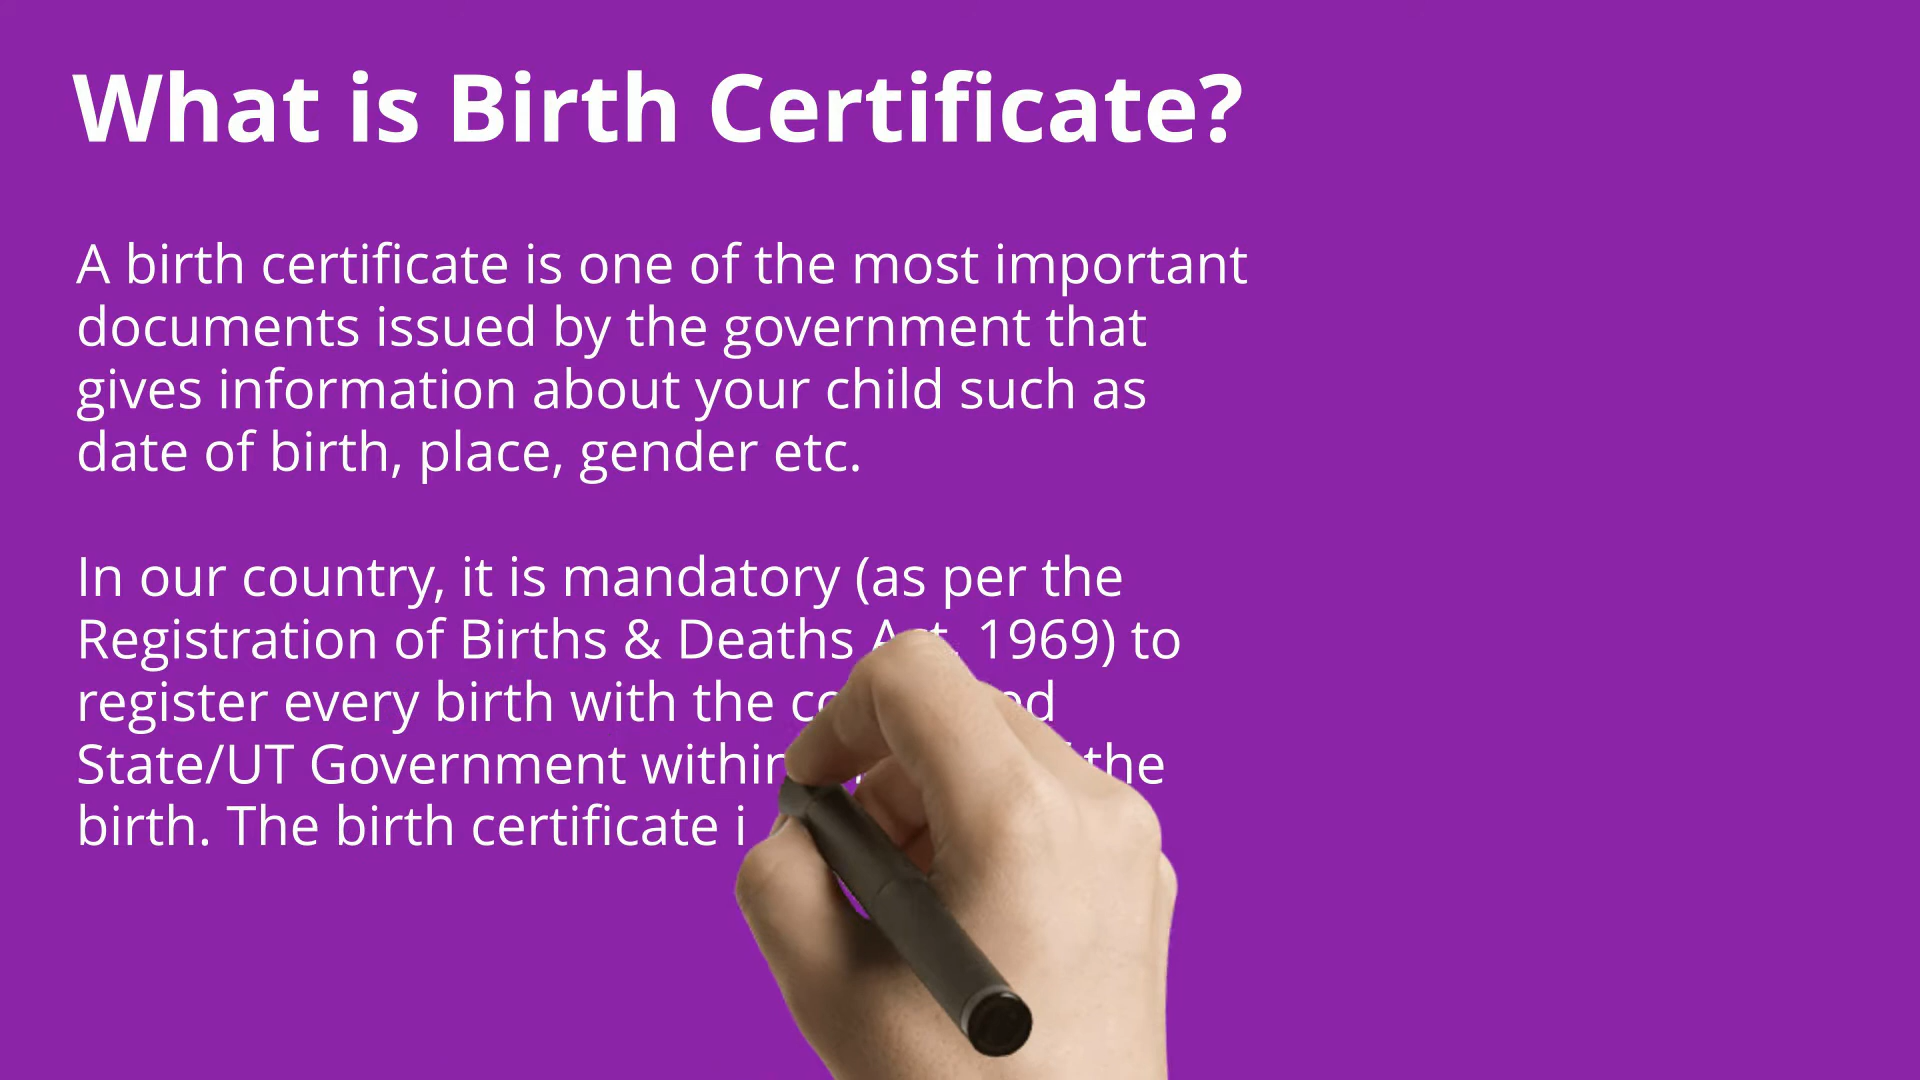 What is Birth Certificate?
A birth certificate is one of the most important
documents issued by the government that
gives information about your child such as
date of birth, place, gender etc.
In our country, it is mandatory (as per the
Registration of Births & Deaths Act, 1969) to
register every birth with the
State/UT Government within the
birth. The birth certificate i